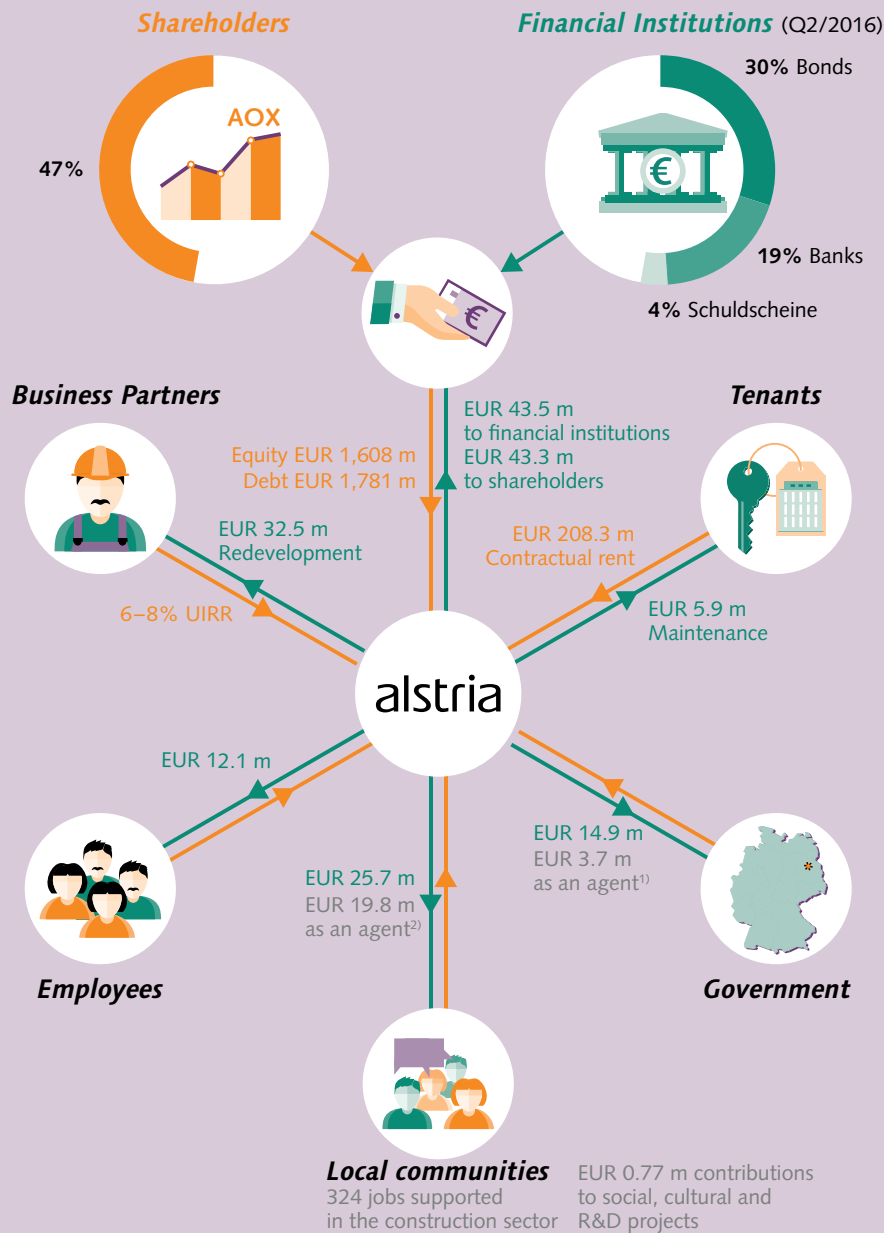 Shareholders
Financial Institutions (Q2/2016)
30% Bonds
AOX
47%
€
19% Banks
4% Schuldscheine
€
Business Partners
Tenants
EUR 43.5 m
to financial institutions
EUR 43.3 m
to shareholders
Equity EUR 1,608 m
Debt EUR 1,781 m
EUR 32.5 m
Redevelopment
EUR 208.3 m
Contractual rent
6–8% UIRR
EUR 5.9 m
Maintenance
alstria
EUR 12.1 m
EUR 14.9 m
EUR 3.7 m
as an agent¹⁾
EUR 25.7 m
EUR 19.8 m
as an agent²⁾
Employees
Government
Local communities
324 jobs supported
in the construction sector
EUR 0.77 m contributions
to social, cultural and
R&D projects